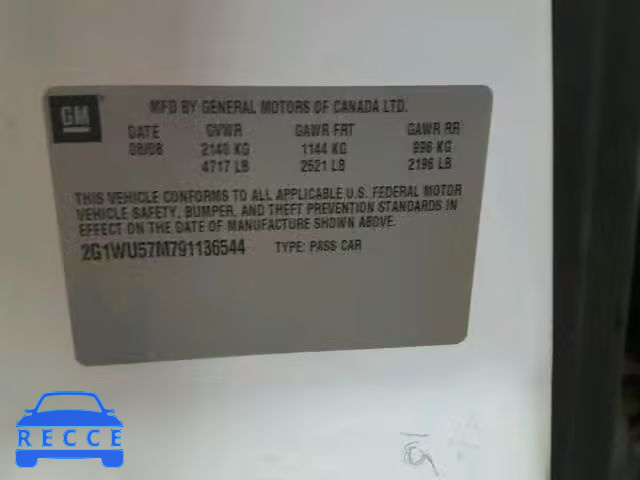 GM
MFD BY GENERAL MOTORS OF CANADA LTD.
DATE GVWR GAWR FRT GAWR RR
08/08 2140 KG 1144 KG 996 KG
4717 LB 2521 LB 2196 LB
THIS VEHICLE CONFORMS TO ALL APPLICABLE U.S. FEDERAL MOTOR
VEHICLE SAFETY, BUMPER, AND THEFT PREVENTION STANDARDS IN
EFFECT ON THE DATE OF MANUFACTURE SHOWN ABOVE.
2G1WU57M791136544 TYPE: PASS CAR
RECCE